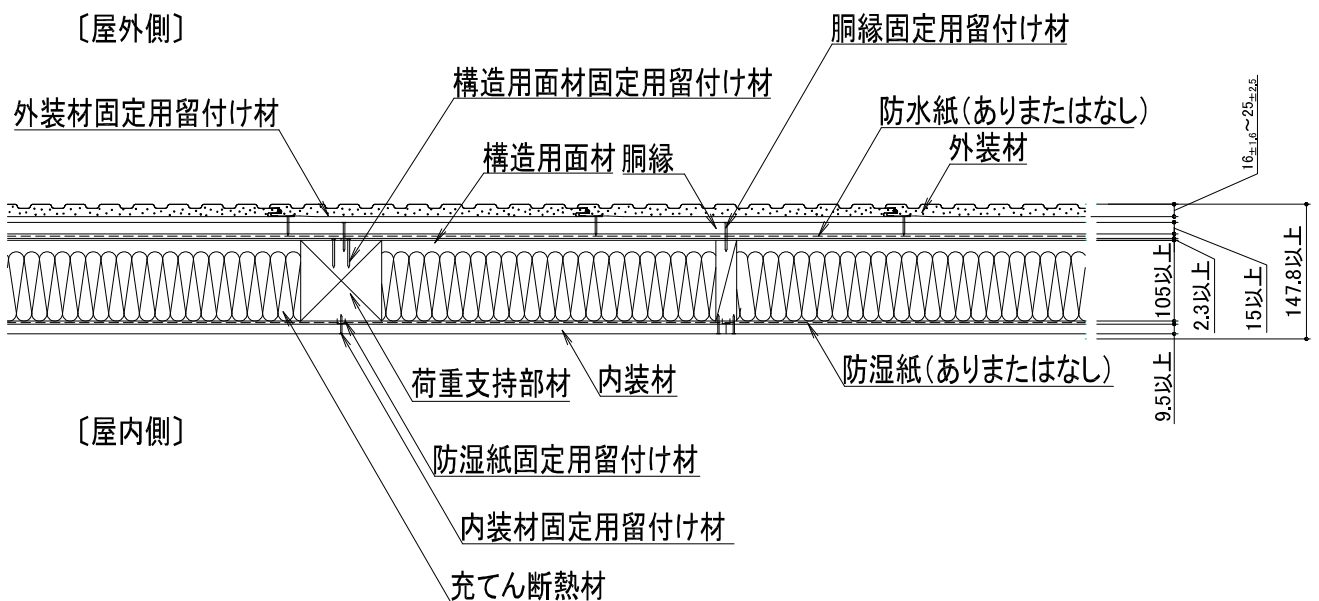 〔屋外側〕
胴縁固定用留付け材
構造用面材固定用留付け材
外装材固定用留付け材
防水紙(ありまたはなし)
構造用面材
胴縁
外装材
16±1.6～25±2.5
105以上
2.3以上
15以上
147.8以上
9.5以上
荷重支持部材
内装材
防湿紙(ありまたはなし)
〔屋内側〕
防湿紙固定用留付け材
内装材固定用留付け材
充てん断熱材